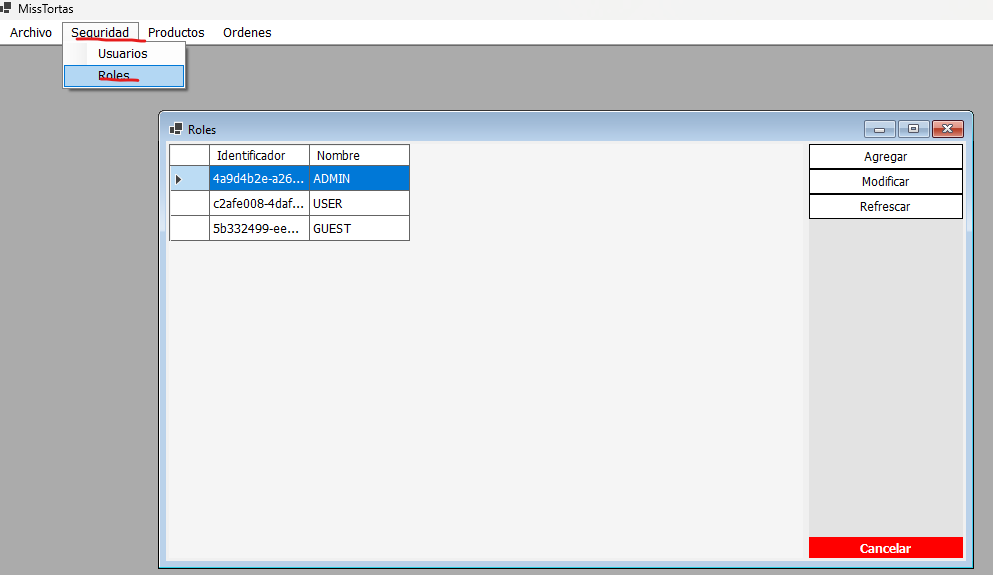 MissTortas
Archivo Seguridad Productos Ordenes
Usuarios
Roles
Roles
Identificador Nombre
4a9d4b2e-a26... ADMIN
c2afe008-4daf... USER
5b332499-ee... GUEST
Agregar
Modificar
Refrescar
Cancelar